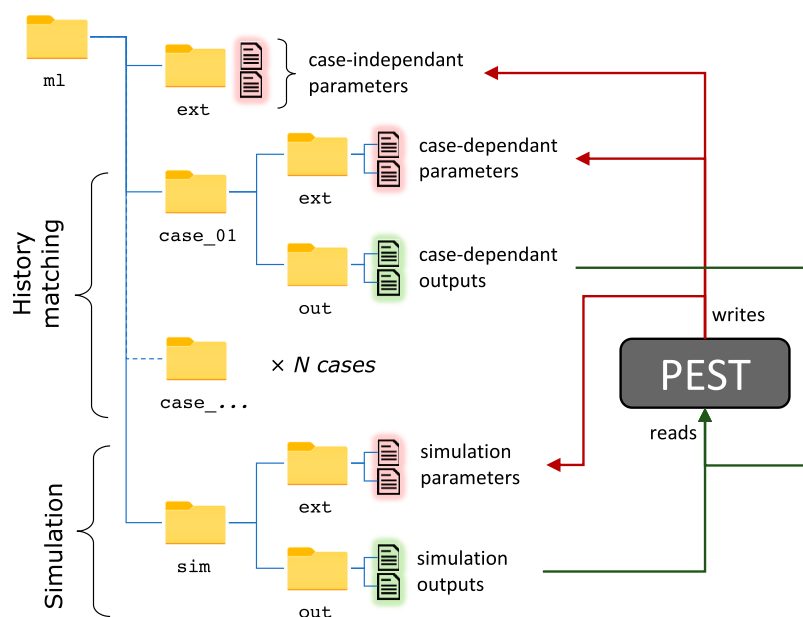 ml
ext
case-independant
parameters
case_01
ext
case-dependant
parameters
out
case-dependant
outputs
History
matching
case_...
× N cases
writes
PEST
reads
Simulation
sim
ext
simulation
parameters
out
simulation
outputs